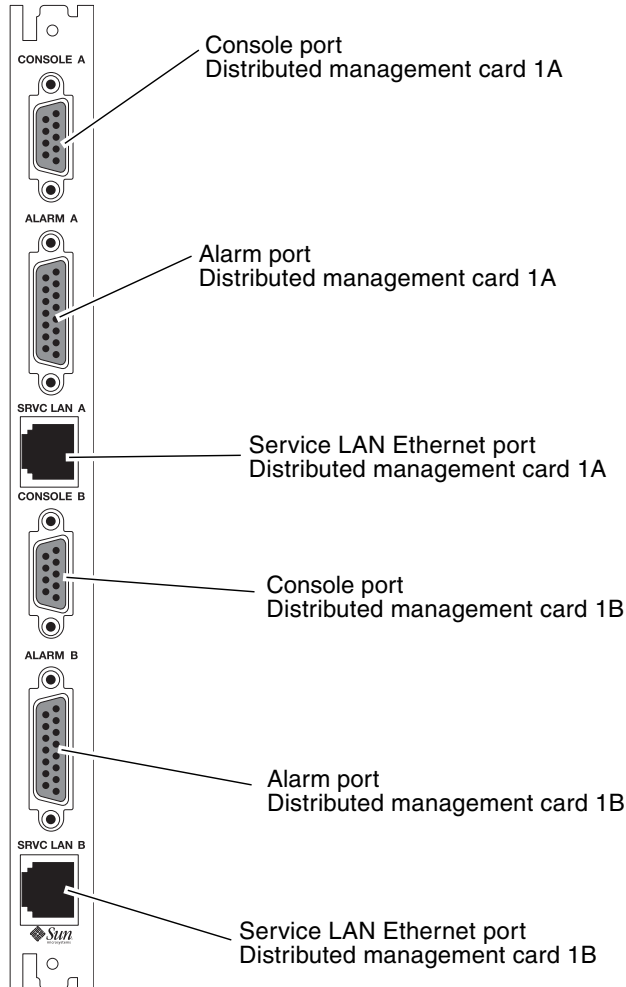 CONSOLE A
Console port
Distributed management card 1A
ALARM A
Alarm port
Distributed management card 1A
SRVC LAN A
Service LAN Ethernet port
Distributed management card 1A
CONSOLE B
Console port
Distributed management card 1B
ALARM B
Alarm port
Distributed management card 1B
SRVC LAN B
Sun
microsystems
Service LAN Ethernet port
Distributed management card 1B